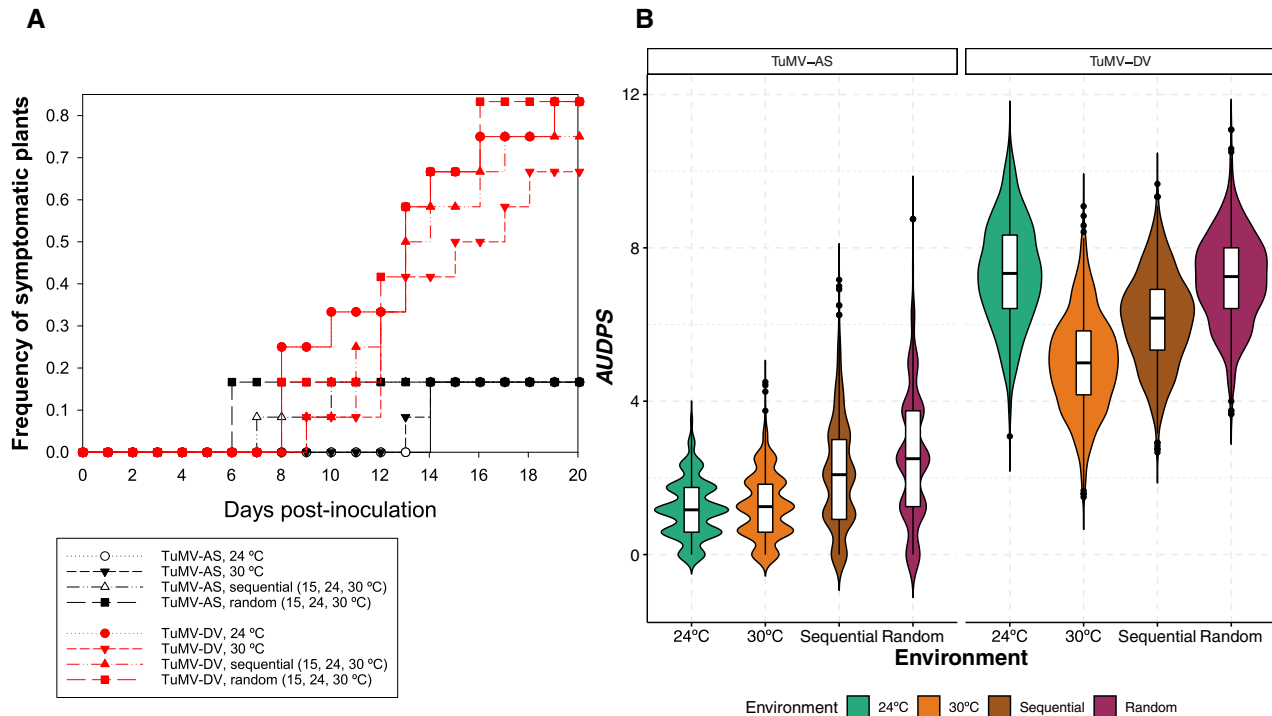 A
B
Frequency of symptomatic plants
0.8
0.7
0.6
0.5
0.4
0.3
0.2
0.1
0.0
0 2 4 6 8 10 12 14 16 18 20
Days post-inoculation
TuMV-AS, 24 ºC
TuMV-AS, 30 ºC
TuMV-AS, sequential (15, 24, 30 ºC)
TuMV-AS, random (15, 24, 30 ºC)
TuMV-DV, 24 ºC
TuMV-DV, 30 ºC
TuMV-DV, sequential (15, 24, 30 ºC)
TuMV-DV, random (15, 24, 30 ºC)
TuMV–AS TuMV–DV
AUDPS
12
8
4
0
24ºC 30ºC Sequential Random 24ºC 30ºC Sequential Random
Environment
Environment 24ºC 30ºC Sequential Random